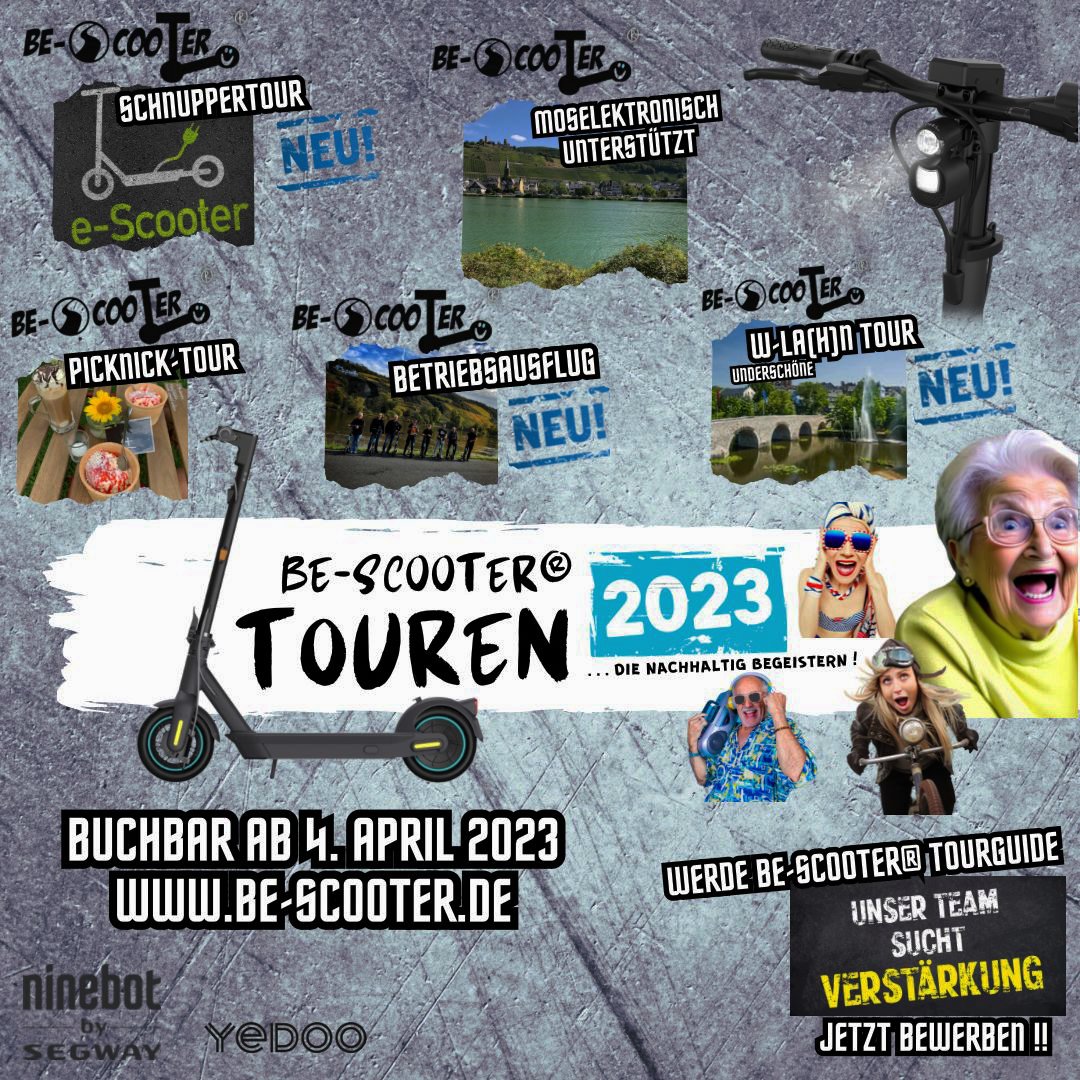 BE-SCOOTER ®
SCHNUPPERTOUR
NEU!
e-Scooter
BE-SCOOTER ®
MOSELEKTRONISCH
UNTERSTÜTZT
BE-SCOOTER ®
PICKNICK-TOUR
BE-SCOOTER ®
BETRIEBSAUSFLUG
NEU!
BE-SCOOTER ®
W-LA(H)N TOUR
UNDERSCHÖNE
NEU!
BE-SCOOTER®
TOUREN
2023
...DIE NACHHALTIG BEGEISTERN!
BUCHBAR AB 4. APRIL 2023
WWW.BE-SCOOTER.DE
WERDE BE-SCOOTER® TOURGUIDE
UNSER TEAM
SUCHT
VERSTÄRKUNG
JETZT BEWERBEN !!
ninebot
by
SEGWAY
YEDOO